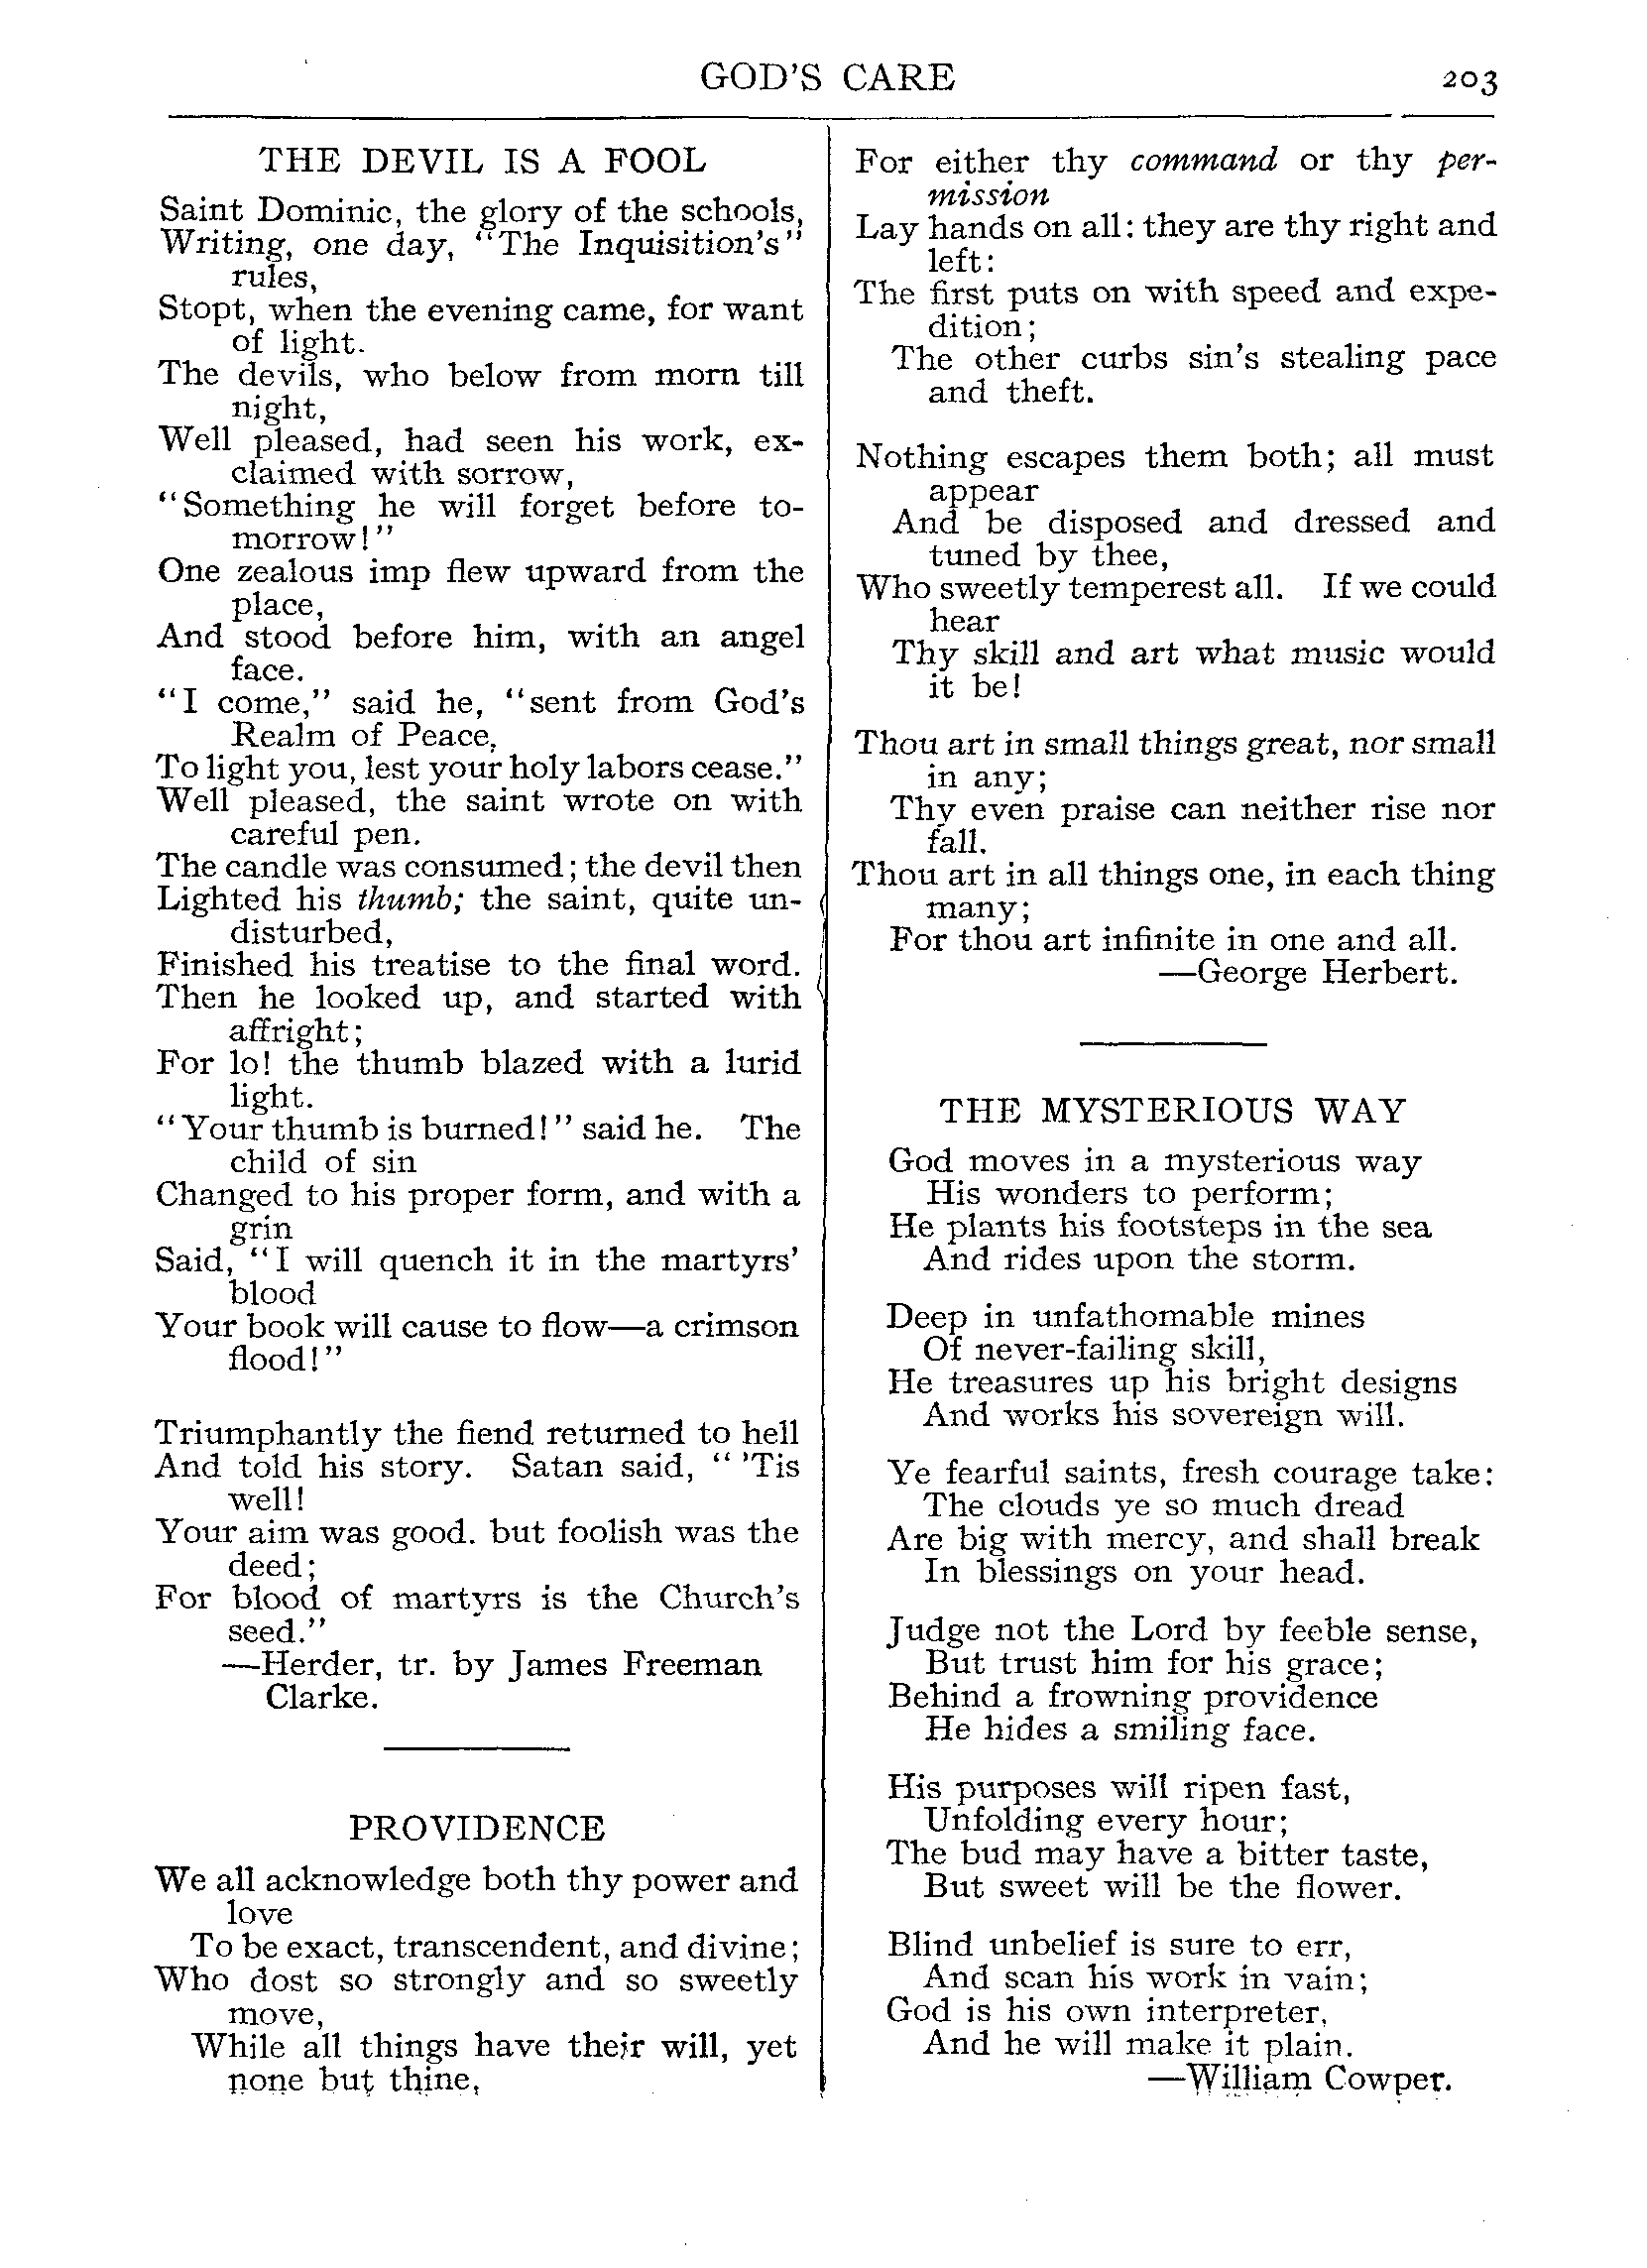 GOD'S CARE 203
THE DEVIL IS A FOOL
Saint Dominic, the glory of the schools,
Writing, one day, "The Inquisition's"
rules,
Stopt, when the evening came, for want
of light.
The devils, who below from morn till
night,
Well pleased, had seen his work, ex-
claimed with sorrow,
"Something he will forget before to-
morrow!"
One zealous imp flew upward from the
place,
And stood before him, with an angel
face.
"I come," said he, "sent from God's
Realm of Peace,
To light you, lest your holy labors cease."
Well pleased, the saint wrote on with
careful pen.
The candle was consumed; the devil then
Lighted his thumb; the saint, quite un-
disturbed,
Finished his treatise to the final word.
Then he looked up, and started with
affright;
For lo! the thumb blazed with a lurid
light.
"Your thumb is burned!" said he. The
child of sin
Changed to his proper form, and with a
grin
Said, "I will quench it in the martyrs'
blood
Your book will cause to flow—a crimson
flood!"
Triumphantly the fiend returned to hell
And told his story. Satan said, "'Tis
well!
Your aim was good. but foolish was the
deed;
For blood of martyrs is the Church's
seed."
—Herder, tr. by James Freeman
Clarke.
PROVIDENCE
We all acknowledge both thy power and
love
To be exact, transcendent, and divine;
Who dost so strongly and so sweetly
move,
While all things have their will, yet
none but thine,
For either thy command or thy per-
mission
Lay hands on all: they are thy right and
left:
The first puts on with speed and expe-
dition;
The other curbs sin's stealing pace
and theft.
Nothing escapes them both; all must
appear
And be disposed and dressed and
tuned by thee,
Who sweetly temperest all. If we could
hear
Thy skill and art what music would
it be!
Thou art in small things great, nor small
in any;
Thy even praise can neither rise nor
fall.
Thou art in all things one, in each thing
many;
For thou art infinite in one and all.
—George Herbert.
THE MYSTERIOUS WAY
God moves in a mysterious way
His wonders to perform;
He plants his footsteps in the sea
And rides upon the storm.
Deep in unfathomable mines
Of never-failing skill,
He treasures up his bright designs
And works his sovereign will.
Ye fearful saints, fresh courage take:
The clouds ye so much dread
Are big with mercy, and shall break
In blessings on your head.
Judge not the Lord by feeble sense,
But trust him for his grace;
Behind a frowning providence
He hides a smiling face.
His purposes will ripen fast,
Unfolding every hour;
The bud may have a bitter taste,
But sweet will be the flower.
Blind unbelief is sure to err,
And scan his work in vain;
God is his own interpreter,
And he will make it plain.
—William Cowper.